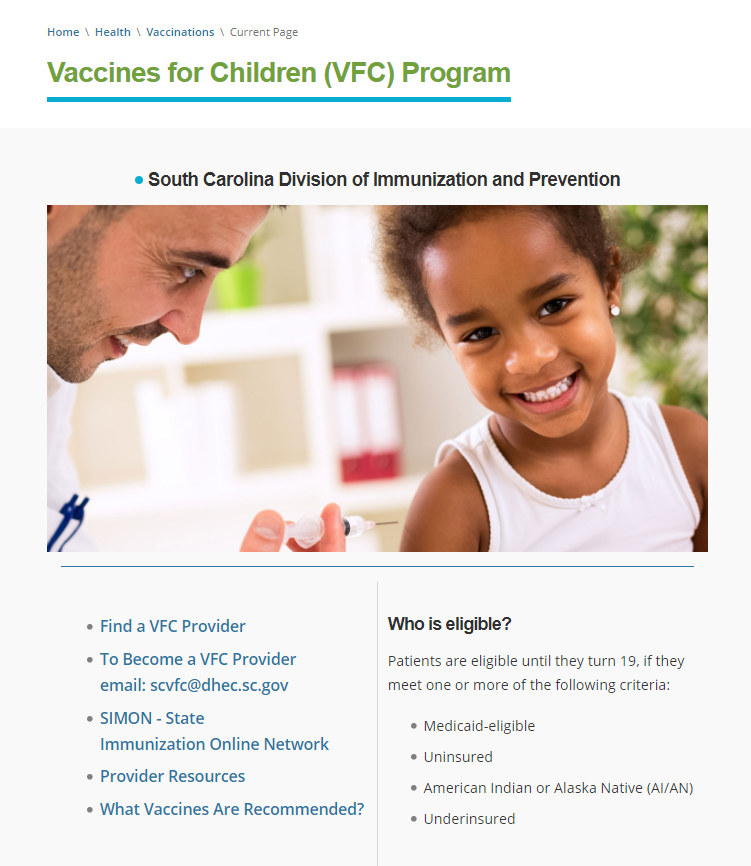 Home \ Health \ Vaccinations \ Current Page
Vaccines for Children (VFC) Program
• South Carolina Division of Immunization and Prevention
• Find a VFC Provider
• To Become a VFC Provider
email: scvfc@dhec.sc.gov
• SIMON - State
Immunization Online Network
• Provider Resources
• What Vaccines Are Recommended?
Who is eligible?
Patients are eligible until they turn 19, if they
meet one or more of the following criteria:
• Medicaid-eligible
• Uninsured
• American Indian or Alaska Native (AI/AN)
• Underinsured